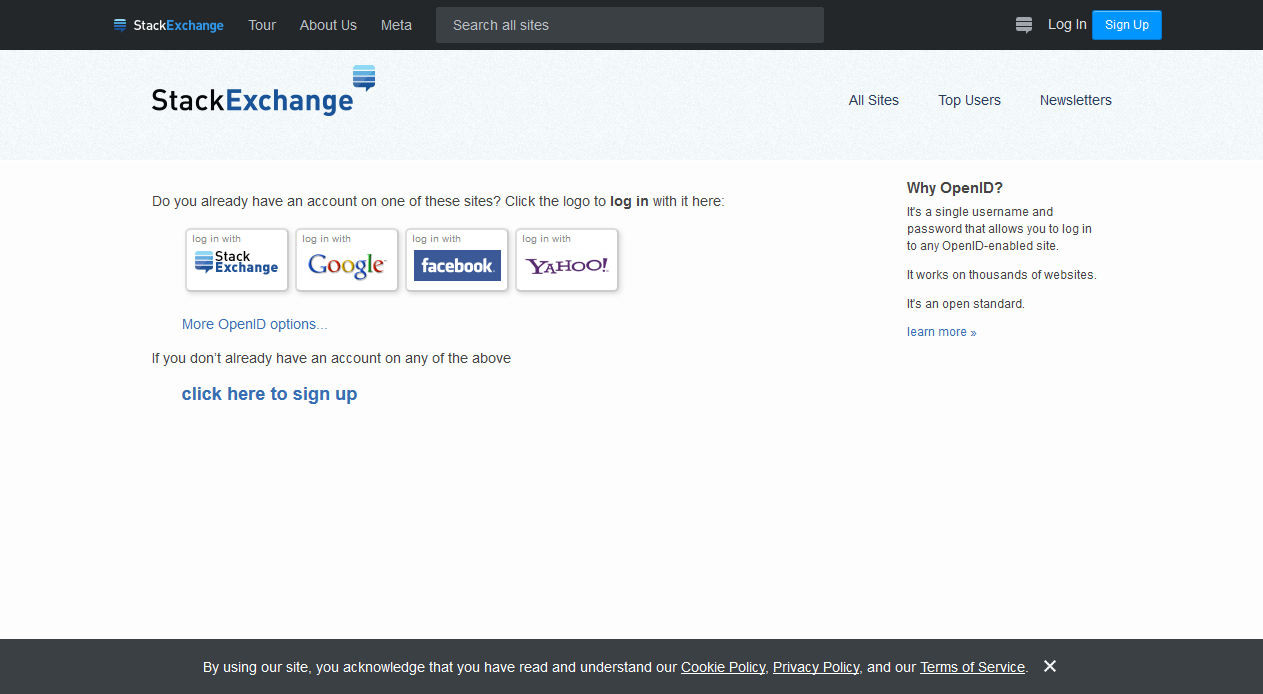 StackExchange Tour About Us Meta Search all sites Log In Sign Up
StackExchange
All Sites Top Users Newsletters
Do you already have an account on one of these sites? Click the logo to log in with it here:
log in with
Stack
Exchange
log in with
Google
log in with
facebook
log in with
YAHOO!
More OpenID options...
If you don’t already have an account on any of the above
click here to sign up
Why OpenID?
It's a single username and
password that allows you to log in
to any OpenID-enabled site.
It works on thousands of websites.
It's an open standard.
learn more »
By using our site, you acknowledge that you have read and understand our Cookie Policy, Privacy Policy, and our Terms of Service.